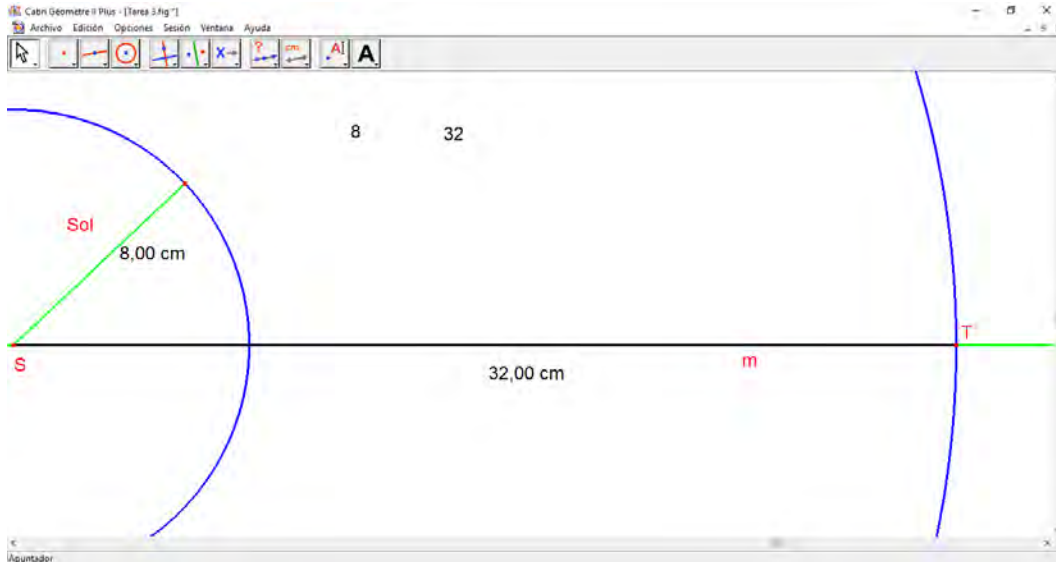 Cabri Géomètre II Plus - [Tarea 3.fig *]
Archivo Edición Opciones Sesión Ventana Ayuda
? cm A A
X
8 32
Sol
8,00 cm
T
S
m
32,00 cm
Apuntador